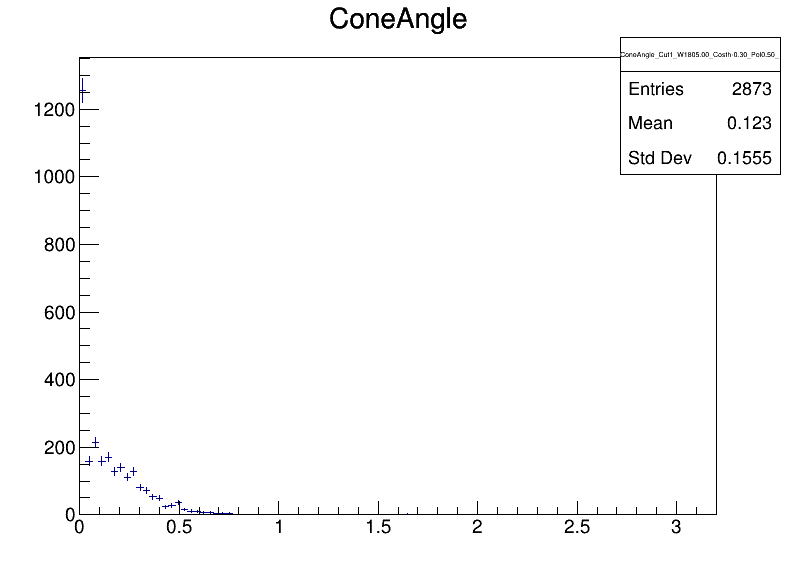 ConeAngle
ConeAngle_Cut1_W1805.00_Costh-0.30_Pol0.50_
Entries 2873
Mean 0.123
Std Dev 0.1555
1200
1000
800
600
400
200
0
0 0.5 1 1.5 2 2.5 3